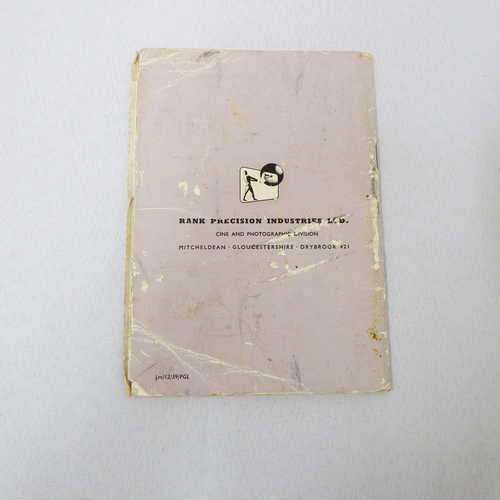 RANK PRECISION INDUSTRIES LTD.
CINE AND PHOTOGRAPHIC DIVISION
MITCHELDEAN · GLOUCESTERSHIRE · DRYBROOK 421